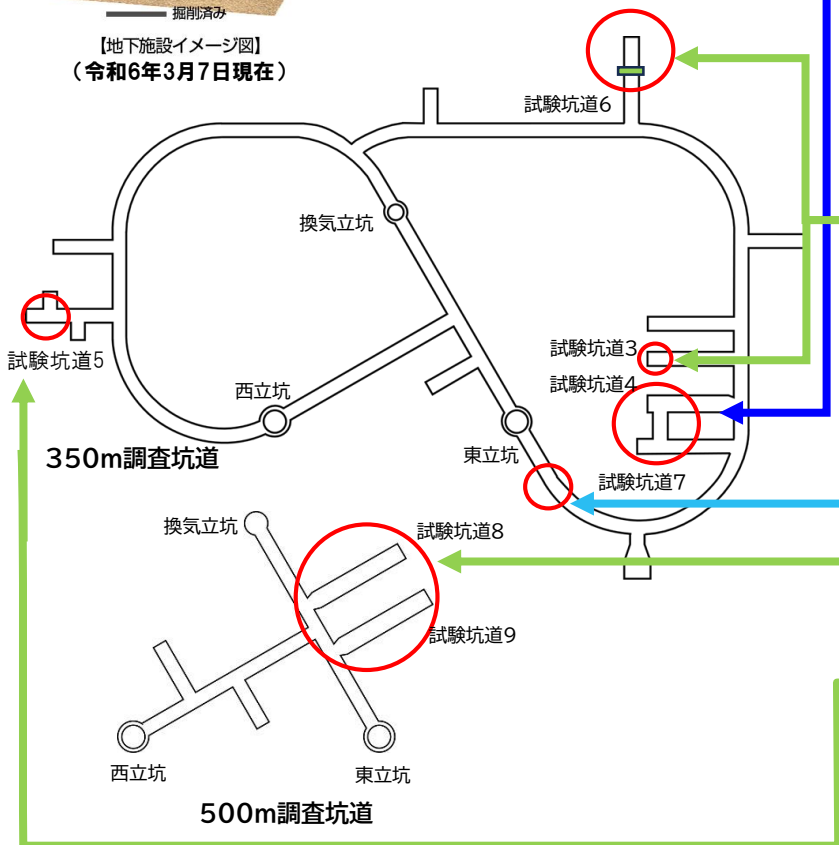 掘削済み
【地下施設イメージ図】
(令和6年3月7日現在)
試験坑道6
換気立坑
試験坑道3
試験坑道5
試験坑道4
西立坑
350m調査坑道
東立坑
試験坑道7
換気立坑
試験坑道8
試験坑道9
西立坑
東立坑
500m調査坑道